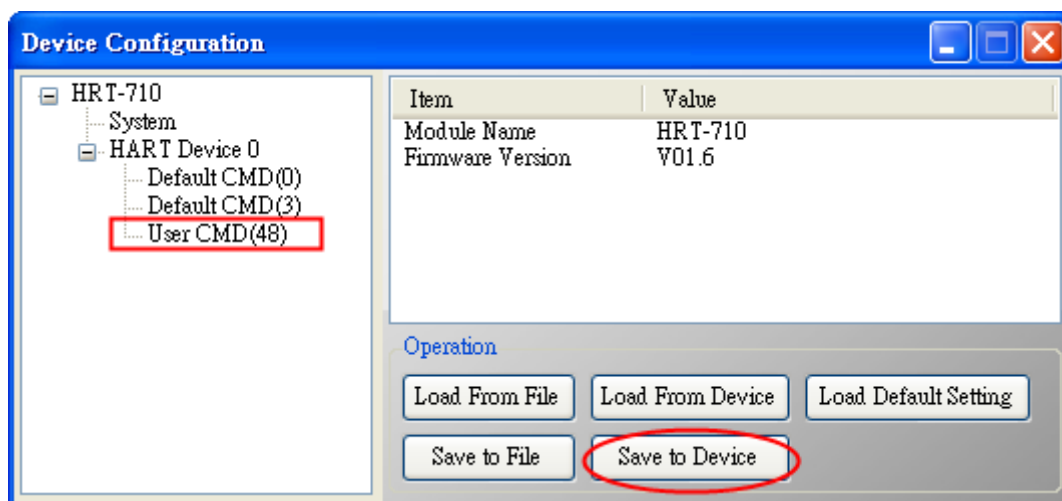 Device Configuration
HRT-710
System
HART Device 0
Default CMD(0)
Default CMD(3)
User CMD(48)
Item Value
Module Name HRT-710
Firmware Version V01.6
Operation
Load From File Load From Device Load Default Setting
Save to File Save to Device